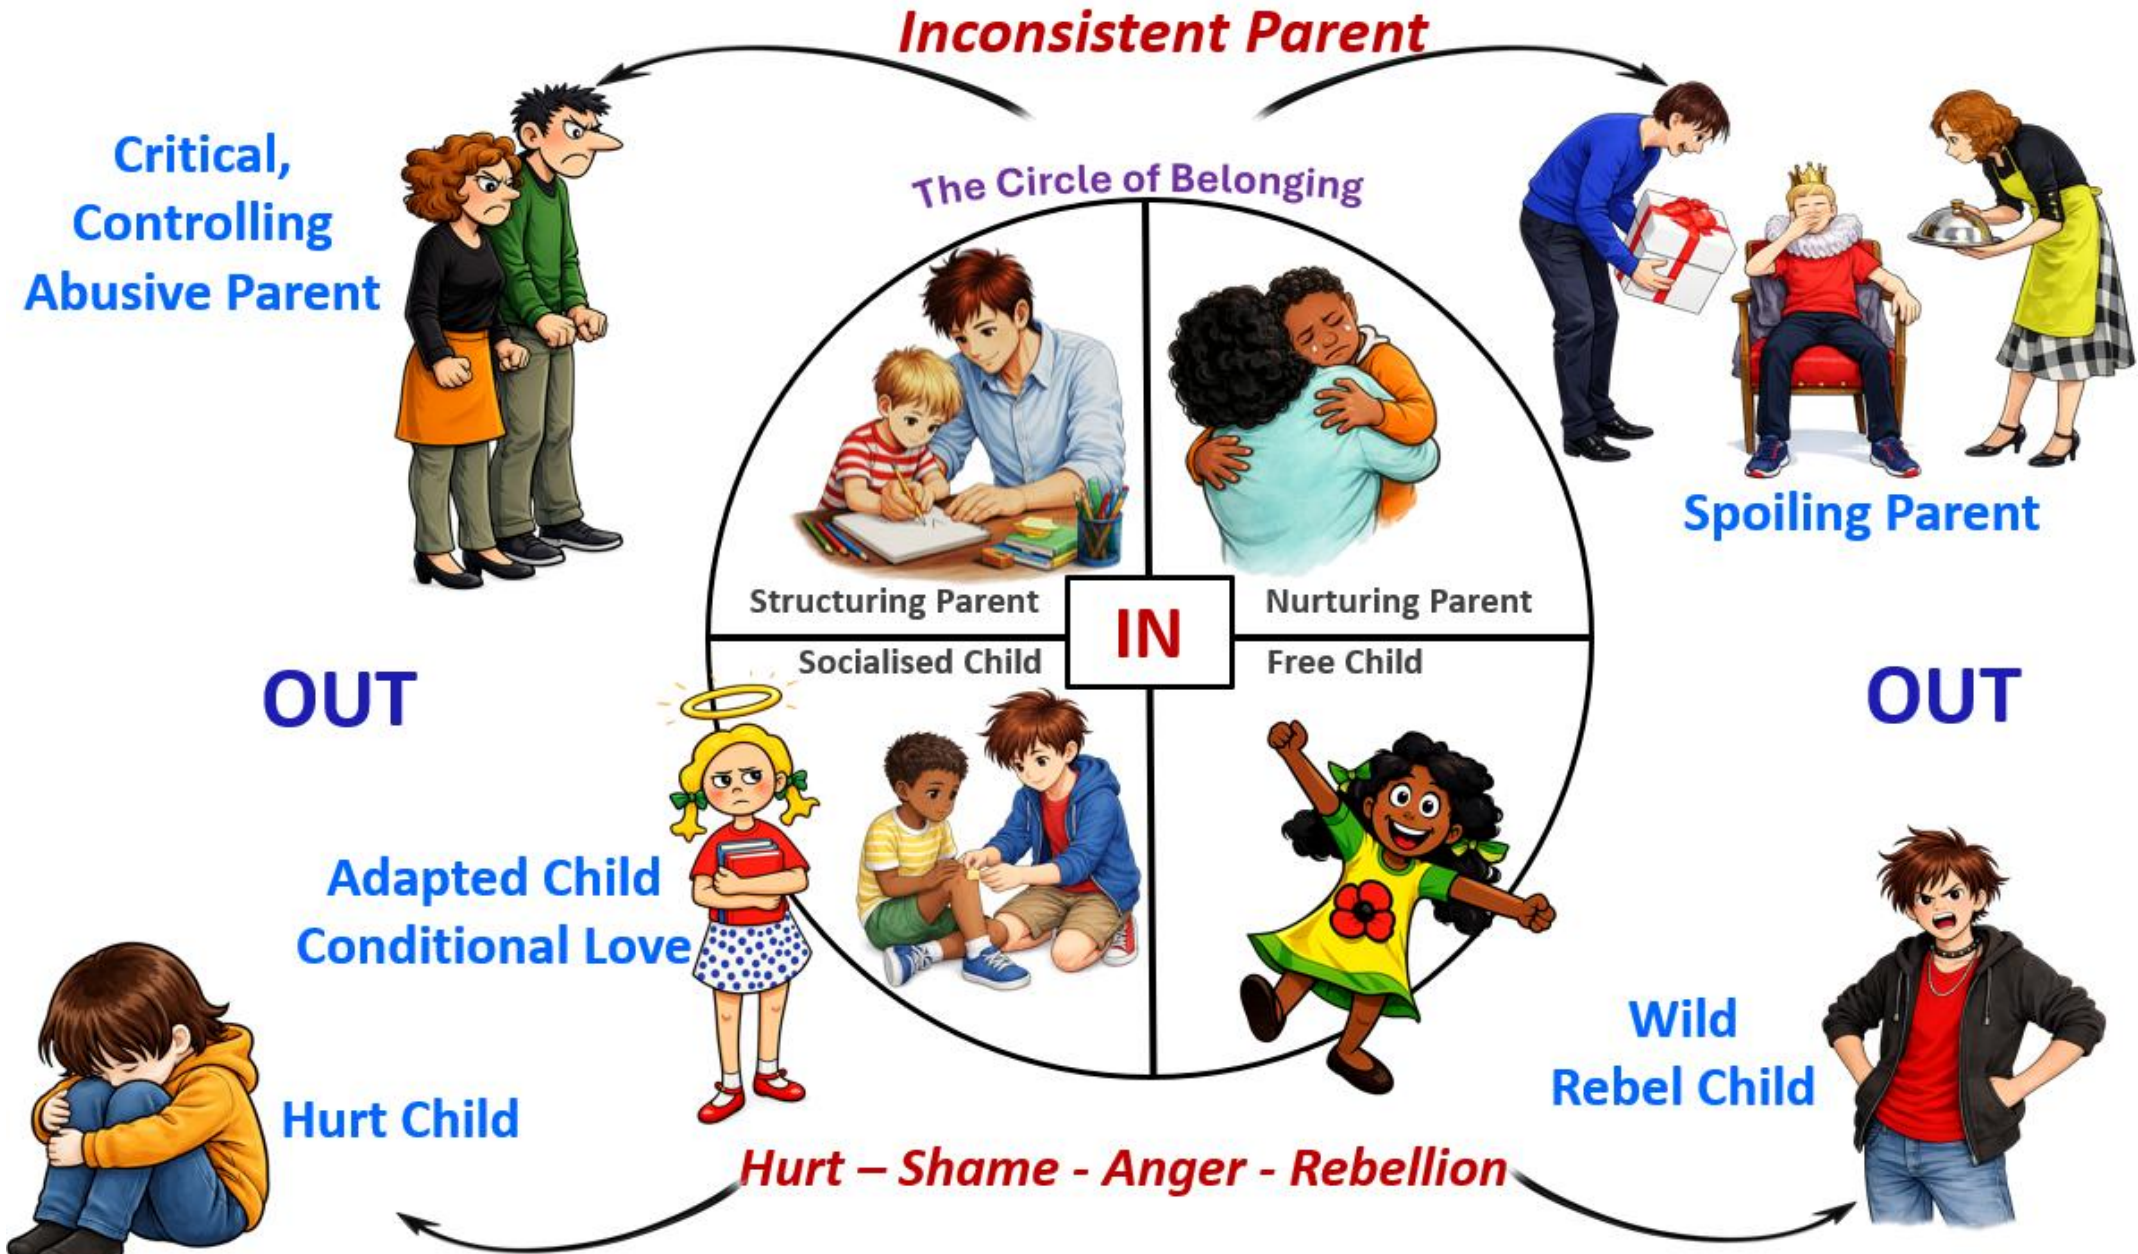 Inconsistent Parent
Critical,
Controlling
Abusive Parent
The Circle of Belonging
Spoiling Parent
Structuring Parent
Nurturing Parent
IN
Socialised Child
Free Child
OUT
OUT
Adapted Child
Conditional Love
Wild
Rebel Child
Hurt Child
Hurt – Shame - Anger - Rebellion